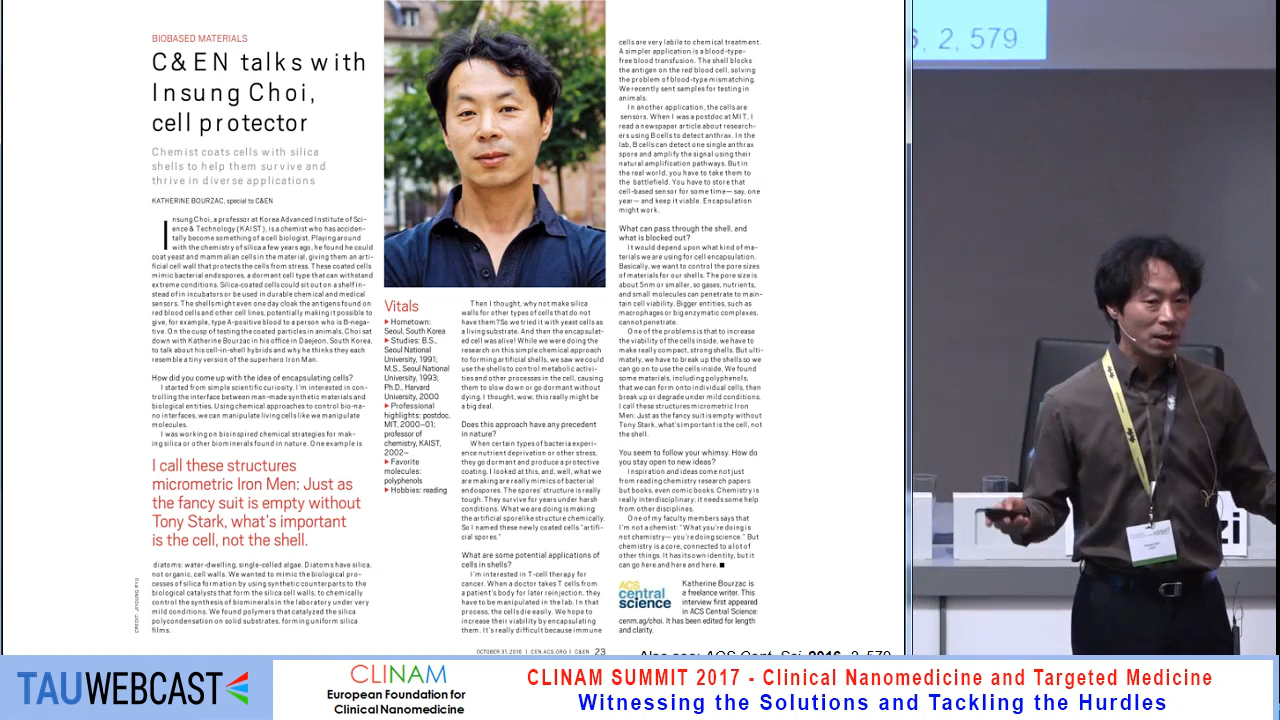 BIOBASED MATERIALS
C&EN talks with
Insung Choi,
cell protector
Chemist coats cells with silica
shells to help them survive and
thrive in diverse applications
KATHERINE BOURZAC, special to C&EN
Insung Choi, a professor at Korea Advanced Institute of Sci-
ence & Technology (KAIST), is a chemist who has acciden-
tally become something of a cell biologist. Playing around
with the chemistry of silica a few years ago, he found he could
coat yeast and mammalian cells in the material, giving them an arti-
ficial cell wall that protects the cells from stress. These coated cells
mimic bacterial endospores, a dormant cell type that can withstand
extreme conditions. Silica-coated cells could sit out on a shelf in-
stead of in incubators or be used in durable chemical and medical
sensors. The shells might even one day cloak the antigens found on
red blood cells and other cell lines, potentially making it possible to
give, for example, type A-positive blood to a person who is B-nega-
tive. On the cusp of testing the coated particles in animals, Choi sat
down with Katherine Bourzac in his office in Daejeon, South Korea,
to talk about his cell-in-shell hybrids and why he thinks they each
resemble a tiny version of the superhero Iron Man.
How did you come up with the idea of encapsulating cells?
I started from simple scientific curiosity. I'm interested in con-
trolling the interface between man-made synthetic materials and
biological entities. Using chemical approaches to control bio-na-
no interfaces, we can manipulate living cells like we manipulate
molecules.
I was working on bioinspired chemical strategies for mak-
ing silica or other biominerals found in nature. One example is
I call these structures
micrometric Iron Men: Just as
the fancy suit is empty without
Tony Stark, what's important
is the cell, not the shell.
diatoms: water-dwelling, single-celled algae. Diatoms have silica,
not organic, cell walls. We wanted to mimic the biological pro-
cesses of silica formation by using synthetic counterparts to the
biological catalysts that form the silica cell walls, to chemically
control the synthesis of biominerals in the laboratory under very
mild conditions. We found polymers that catalyzed the silica
polycondensation on solid substrates, forming uniform silica
films.
Vitals
▶ Hometown:
Seoul, South Korea
▶ Studies: B.S.,
Seoul National
University, 1991;
M.S., Seoul National
University, 1993;
Ph.D., Harvard
University, 2000
▶ Professional
highlights: postdoc,
MIT, 2000–01;
professor of
chemistry, KAIST,
2002–
▶ Favorite
molecules:
polyphenols
▶ Hobbies: reading
Then I thought, why not make silica
walls for other types of cells that do not
have them? So we tried it with yeast cells as
a living substrate. And then the encapsulat-
ed cell was alive! While we were doing the
research on this simple chemical approach
to forming artificial shells, we saw we could
use the shells to control metabolic activi-
ties and other processes in the cell, causing
them to slow down or go dormant without
dying. I thought, wow, this really might be
a big deal.
Does this approach have any precedent
in nature?
When certain types of bacteria experi-
ence nutrient deprivation or other stress,
they go dormant and produce a protective
coating. I looked at this, and, well, what we
are making are really mimics of bacterial
endospores. The spores' structure is really
tough. They survive for years under harsh
conditions. What we are doing is making
the artificial sporelike structure chemically.
So I named these newly coated cells "artifi-
cial spores."
What are some potential applications of
cells in shells?
I'm interested in T-cell therapy for
cancer. When a doctor takes T cells from
a patient's body for later reinjection, they
have to be manipulated in the lab. In that
process, the cells die easily. We hope to
increase their viability by encapsulating
them. It's really difficult because immune
cells are very labile to chemical treatment.
A simpler application is a blood-type-
free blood transfusion. The shell blocks
the antigen on the red blood cell, solving
the problem of blood-type mismatching.
We recently sent samples for testing in
animals.
In another application, the cells are
sensors. When I was a postdoc at MIT, I
read a newspaper article about research-
ers using B cells to detect anthrax. In the
lab, B cells can detect one single anthrax
spore and amplify the signal using their
natural amplification pathways. But in
the real world, you have to take them to
the battlefield. You have to store that
cell-based sensor for some time— say, one
year— and keep it viable. Encapsulation
might work.
What can pass through the shell, and
what is blocked out?
It would depend upon what kind of ma-
terials we are using for cell encapsulation.
Basically, we want to control the pore sizes
of materials for our shells. The pore size is
about 5nm or smaller, so gases, nutrients,
and small molecules can penetrate to main-
tain cell viability. Bigger entities, such as
macrophages or big enzymatic complexes,
cannot penetrate.
One of the problems is that to increase
the viability of the cells inside, we have to
make really compact, strong shells. But ulti-
mately, we have to break up the shells so we
can go on to use the cells inside. We found
some materials, including polyphenols,
that we can form onto individual cells, then
break up or degrade under mild conditions.
I call these structures micrometric Iron
Men: Just as the fancy suit is empty without
Tony Stark, what's important is the cell, not
the shell.
You seem to follow your whimsy. How do
you stay open to new ideas?
Inspiration and ideas come not just
from reading chemistry research papers
but books, even comic books. Chemistry is
really interdisciplinary; it needs some help
from other disciplines.
One of my faculty members says that
I'm not a chemist: "What you're doing is
not chemistry— you're doing science." But
chemistry is a core, connected to a lot of
other things. It has its own identity, but it
can go here and here and here. ■
ACS
central
science
Katherine Bourzac is
a freelance writer. This
interview first appeared
in ACS Central Science:
cenm.ag/choi. It has been edited for length
and clarity.
OCTOBER 31, 2016 | CEN.ACS.ORG | C&EN 23
2, 579
TAUWEBCAST
CLINAM
European Foundation for
Clinical Nanomedicine
CLINAM SUMMIT 2017 - Clinical Nanomedicine and Targeted Medicine
Witnessing the Solutions and Tackling the Hurdles